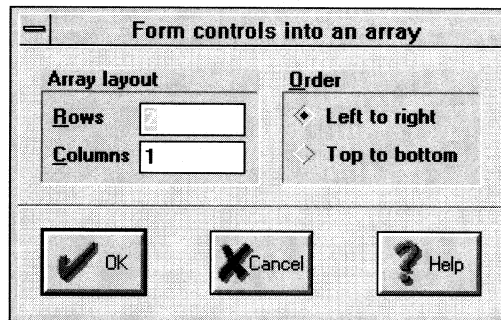 Form controls into an array
Array layout
Rows 2
Columns 1
Order
Left to right
Top to bottom
OK
Cancel
Help